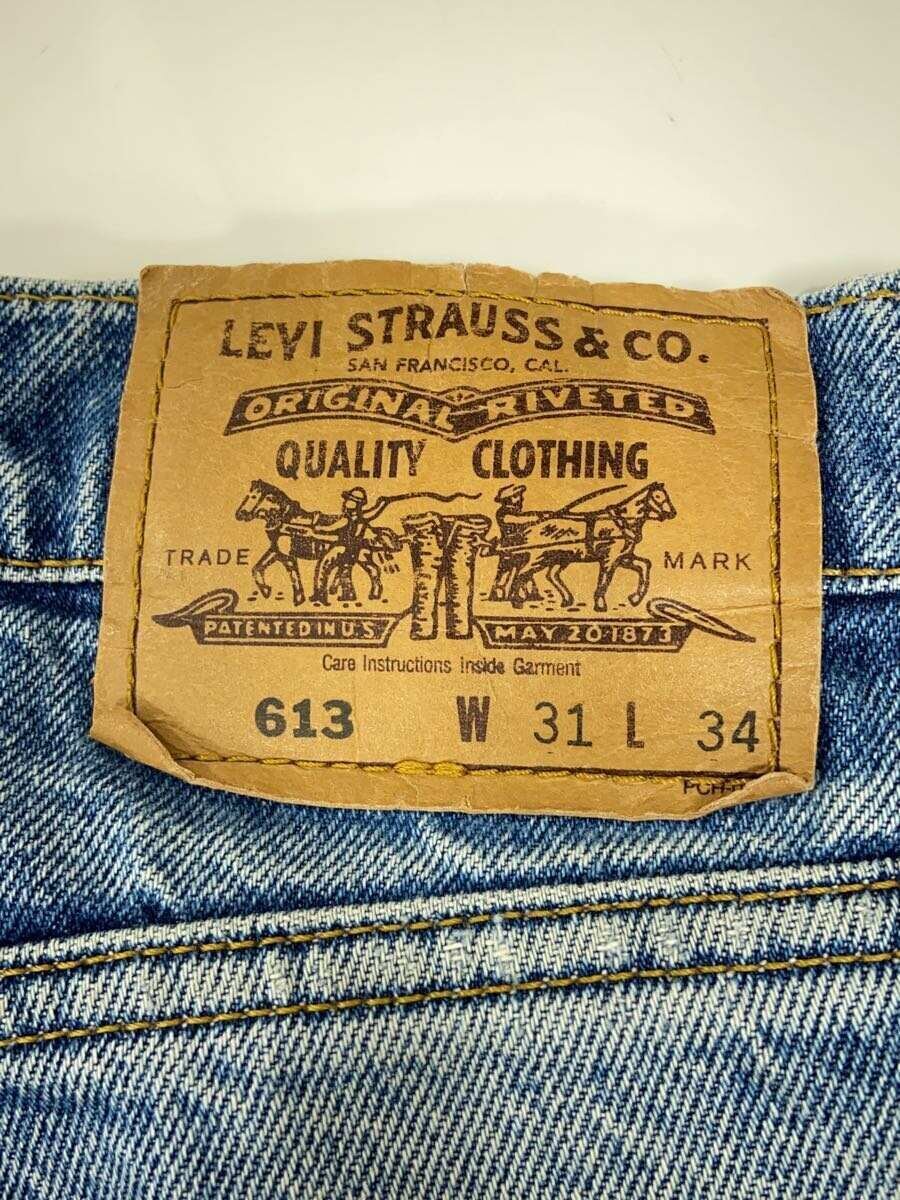 LEVI STRAUSS & CO.
SAN FRANCISCO, CAL.
ORIGINAL RIVETED
QUALITY CLOTHING
TRADE MARK
PATENTED IN U.S. MAY 20 1873
Care Instructions Inside Garment
613 W 31 L 34